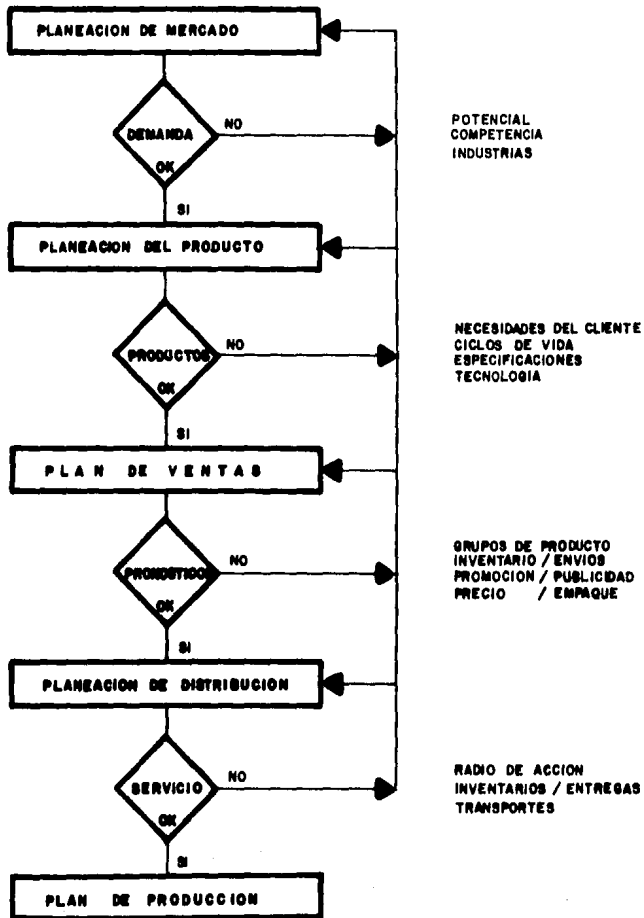 PLANEACION DE MERCADO
DEMANDA
OK
NO
SI
POTENCIAL
COMPETENCIA
INDUSTRIAS
PLANEACION DEL PRODUCTO
PRODUCTOS
OK
NO
SI
NECESIDADES DEL CLIENTE
CICLOS DE VIDA
ESPECIFICACIONES
TECNOLOGIA
PLAN DE VENTAS
PRONOSTICOS
OK
NO
SI
GRUPOS DE PRODUCTO
INVENTARIO / ENVIOS
PROMOCION / PUBLICIDAD
PRECIO / EMPAQUE
PLANEACION DE DISTRIBUCION
SERVICIO
OK
NO
SI
RADIO DE ACCION
INVENTARIOS / ENTREGAS
TRANSPORTES
PLAN DE PRODUCCION